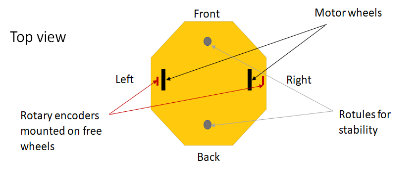 Front
Motor wheels
Top view
Left
Right
Rotary encoders
mounted on free
wheels
Rotules for
stability
Back